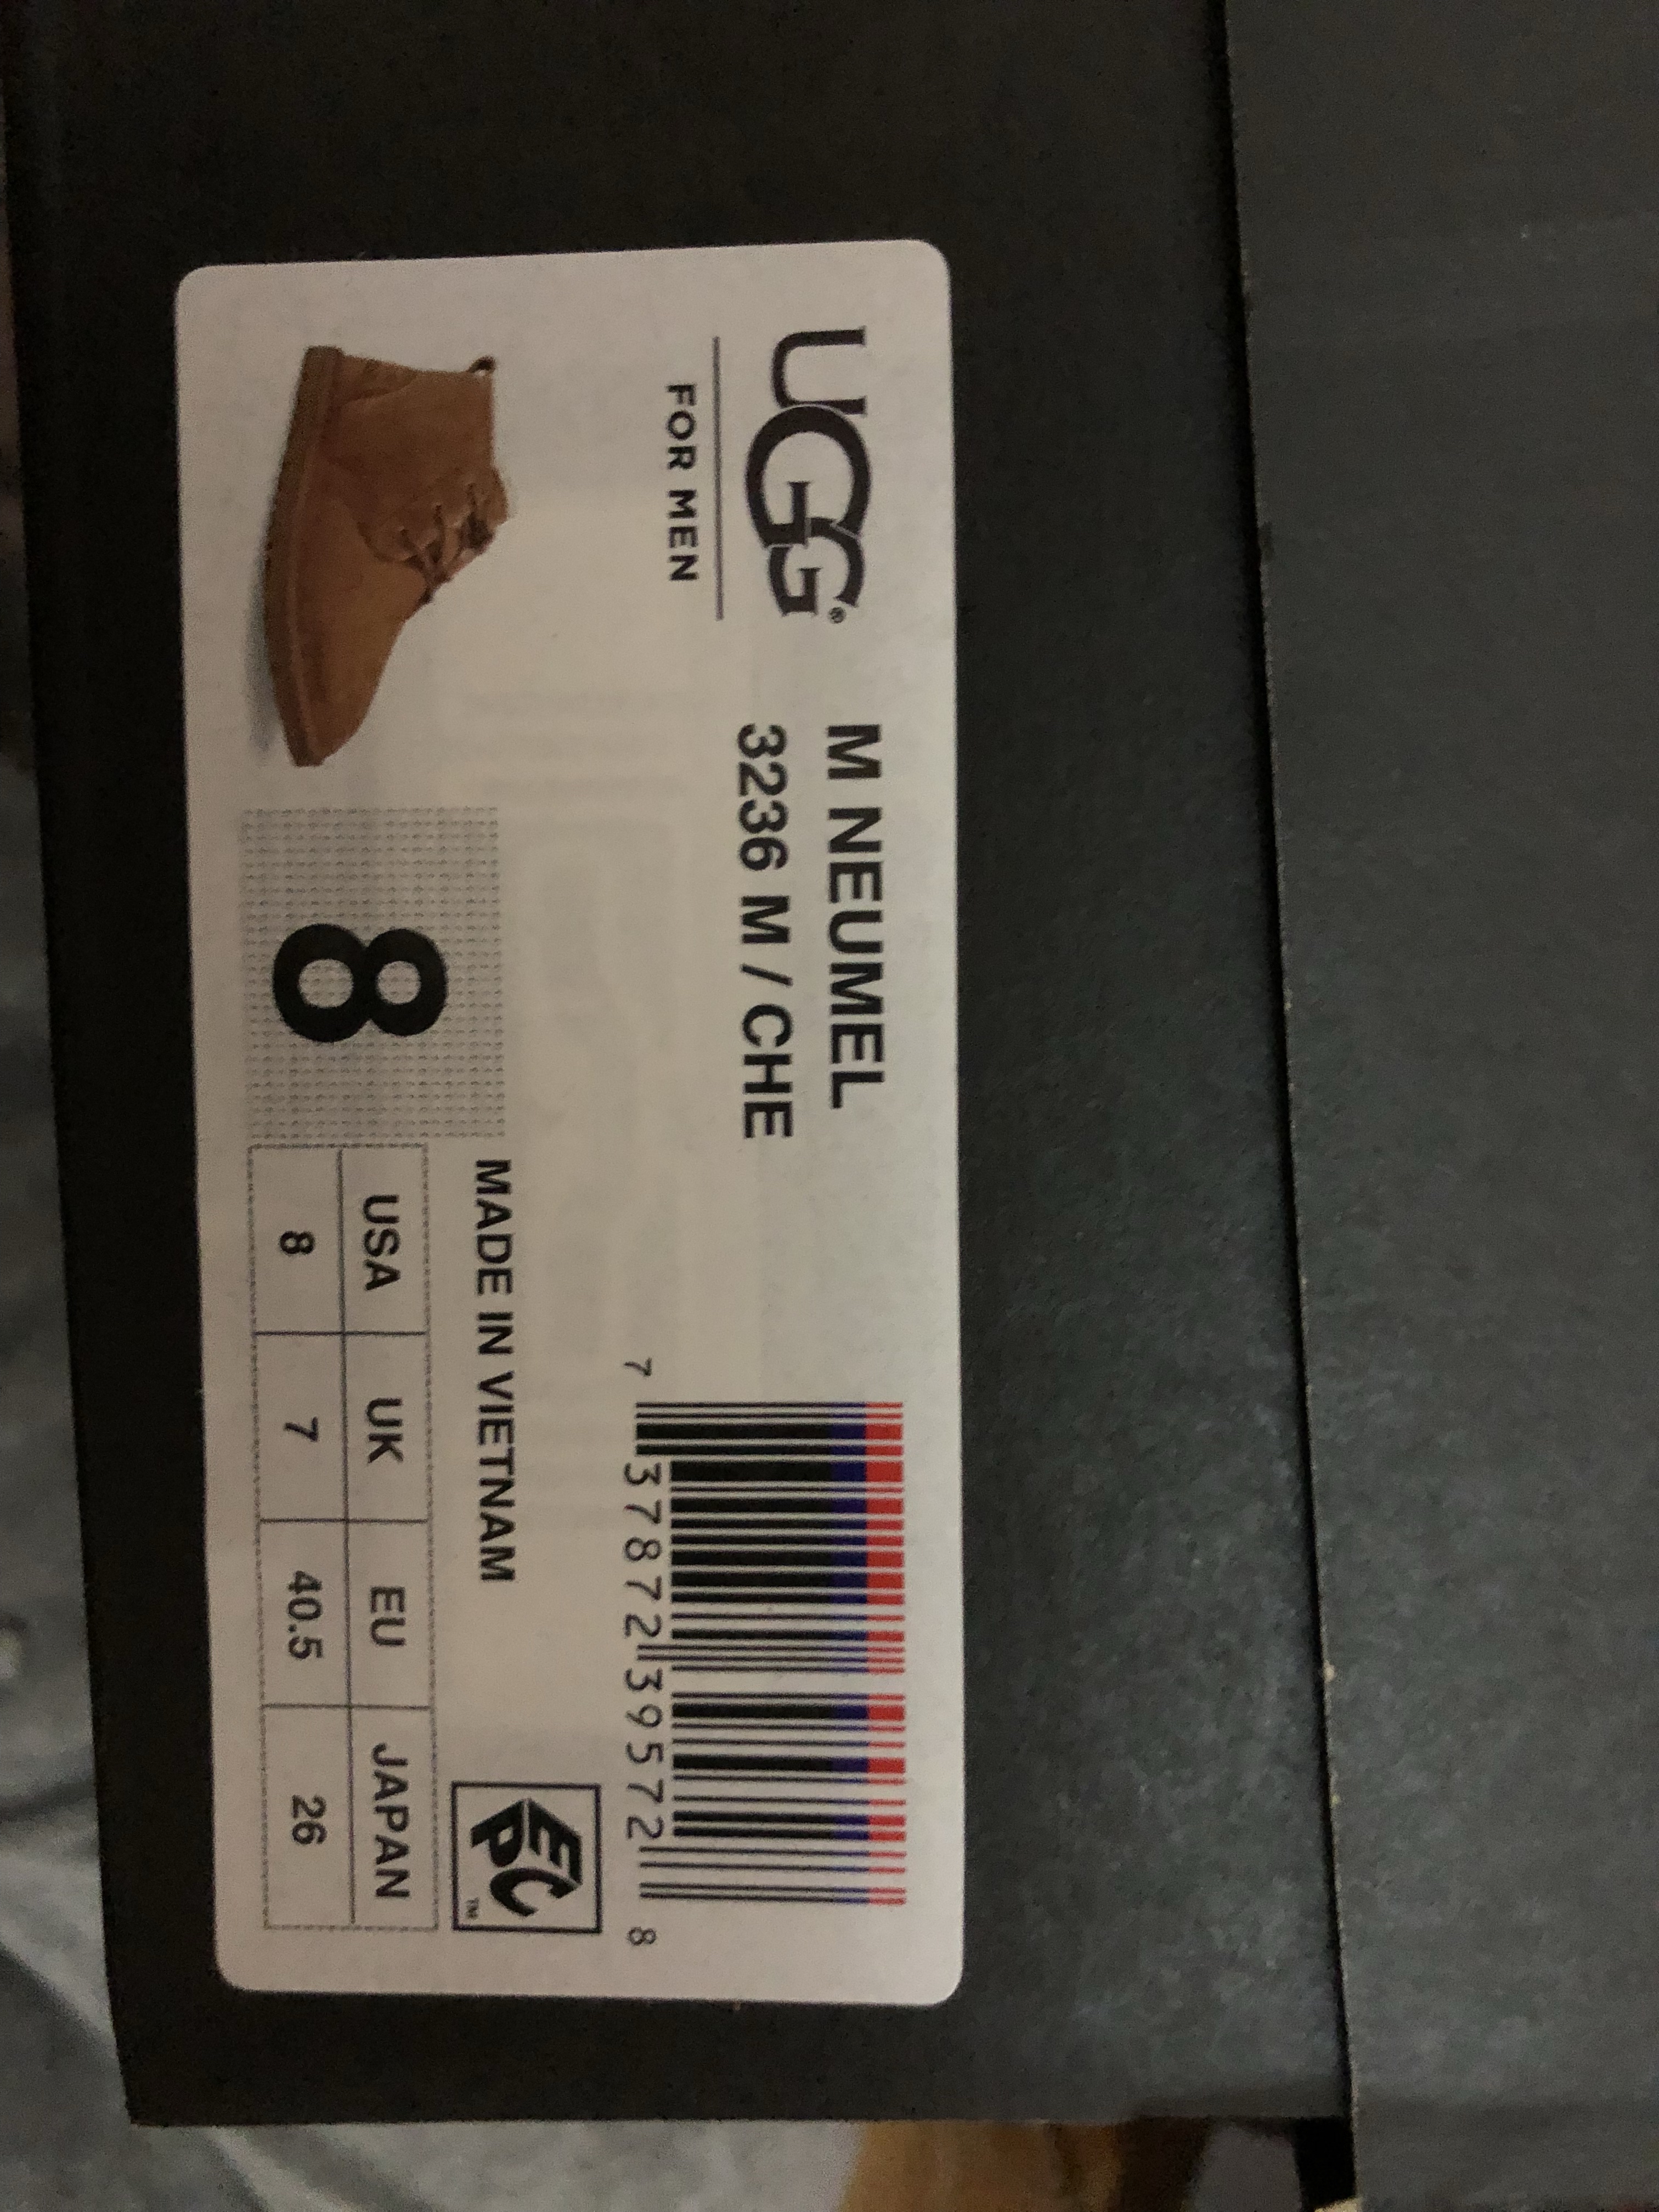 UGG®
FOR MEN
M NEUMEL
3236 M / CHE
7 37872 39572 8
MADE IN VIETNAM
EPC™
8
USA UK EU JAPAN
8 7 40.5 26